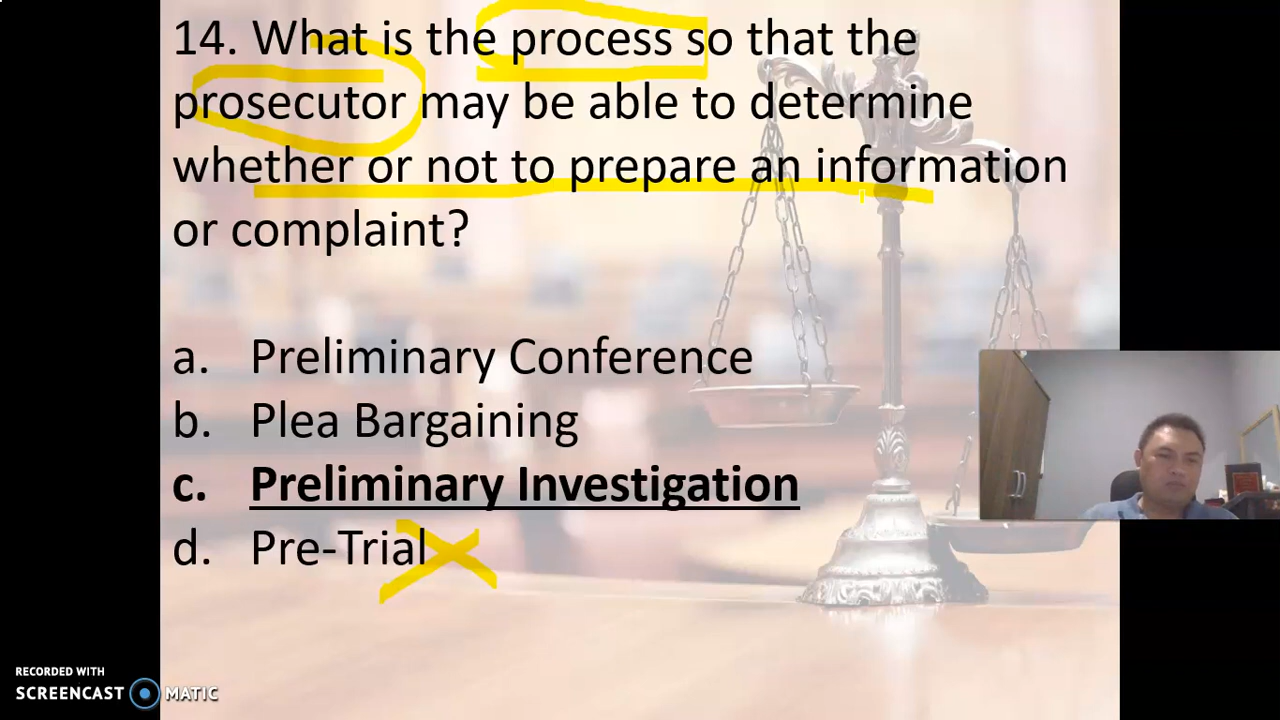 14. What is the process so that the
prosecutor may be able to determine
whether or not to prepare an information
or complaint?
a. Preliminary Conference
b. Plea Bargaining
c. Preliminary Investigation
d. Pre-Trial
RECORDED WITH
SCREENCAST MATIC